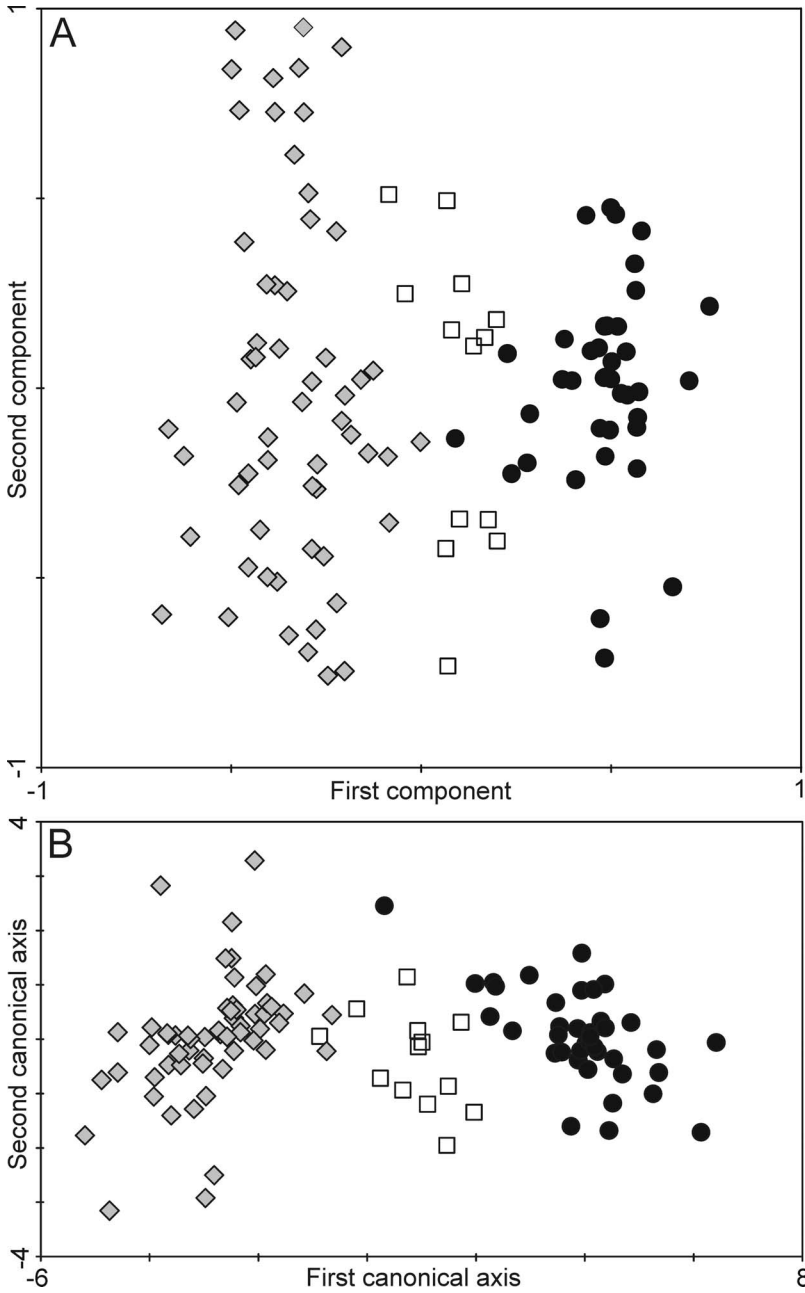 1
A
Second component
-1
-1
First component
1
4
B
Second canonical axis
-4
-6
First canonical axis
8